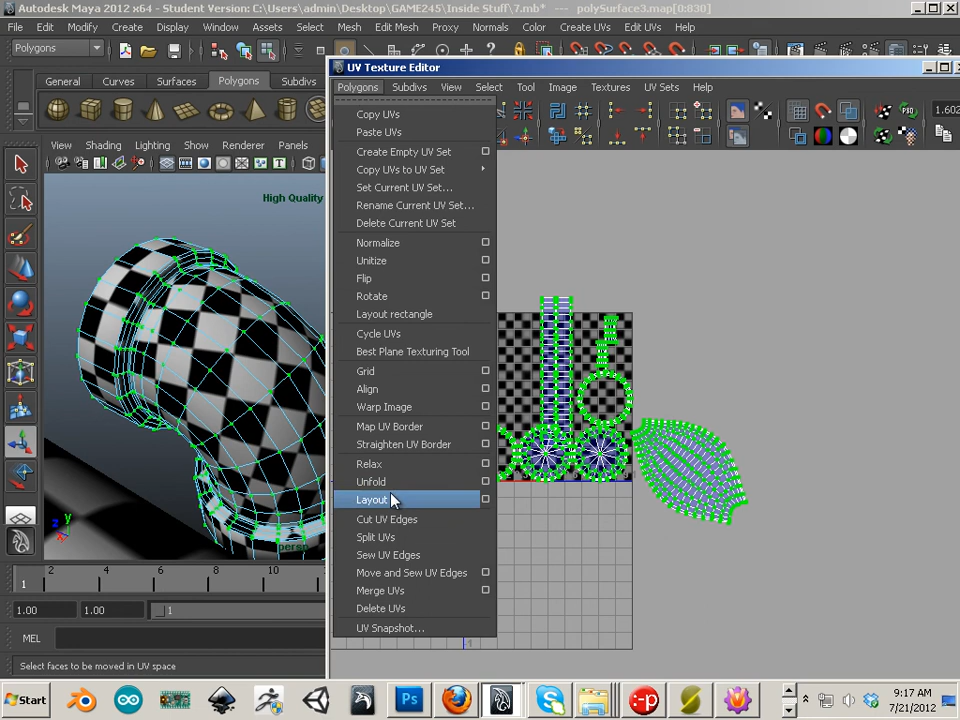 Autodesk Maya 2012 x64 - Student Version: C:\Users\admin\Desktop\GAME245\Inside Stuff\7.mb* --- polySurface3.map[0:830]
File Edit Modify Create Display Window Assets Select Mesh Edit Mesh Proxy Normals Color Create UVs Edit UVs Help
Polygons
UV Texture Editor
General Curves Surfaces Polygons Subdivs
Polygons Subdivs View Select Tool Image Textures UV Sets Help
1.602
View Shading Lighting Show Renderer Panels
High Quality
Copy UVs
Paste UVs
Create Empty UV Set
Copy UVs to UV Set
Set Current UV Set...
Rename Current UV Set...
Delete Current UV Set
Normalize
Unitize
Flip
Rotate
Layout rectangle
Cycle UVs
Best Plane Texturing Tool
Grid
Align
Warp Image
Map UV Border
Straighten UV Border
Relax
Unfold
Layout
Cut UV Edges
Split UVs
Sew UV Edges
Move and Sew UV Edges
Merge UVs
Delete UVs
UV Snapshot...
y
z
x
persp
2 4 6 8 10
1
1.00 1.00 1
MEL
Select faces to be moved in UV space
Start
Ps
9:17 AM
7/21/2012